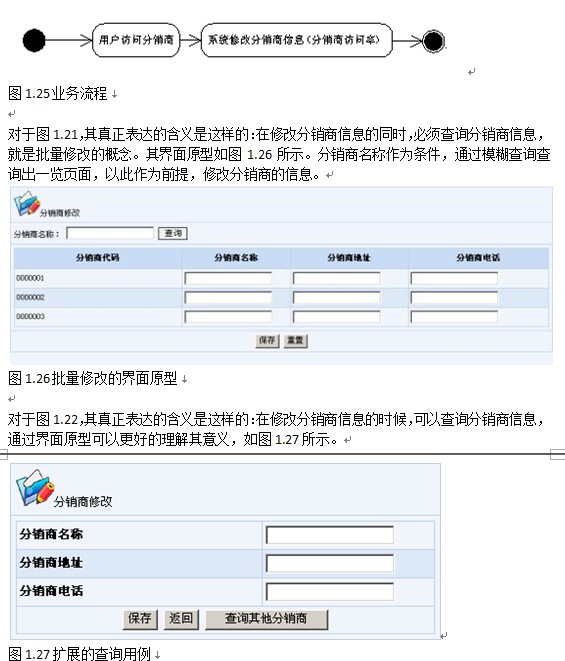 用户访问分销商 系统修改分销商信息(分销商访问卒)
图 1.25业务流程
对于图 1.21,其真正表达的含义是这样的:在修改分销商信息的同时,必须查询分销商信息,
就是批量修改的概念。其界面原型如图 1.26 所示。分销商名称作为条件,通过模糊查询查
询出一览页面,以此作为前提,修改分销商的信息。
分销商修改
分销商名称: 查询
分销商代码 分销商名称 分销商地址 分销商电话
0000001
0000002
0000003
保存 重置
图 1.26批量修改的界面原型
对于图 1.22,其真正表达的含义是这样的:在修改分销商信息的时候,可以查询分销商信息,
通过界面原型可以更好的理解其意义,如图1.27所示。
分销商修改
分销商名称
分销商地址
分销商电话
保存 返回 查询其他分销商
图 1.27 扩展的查询用例